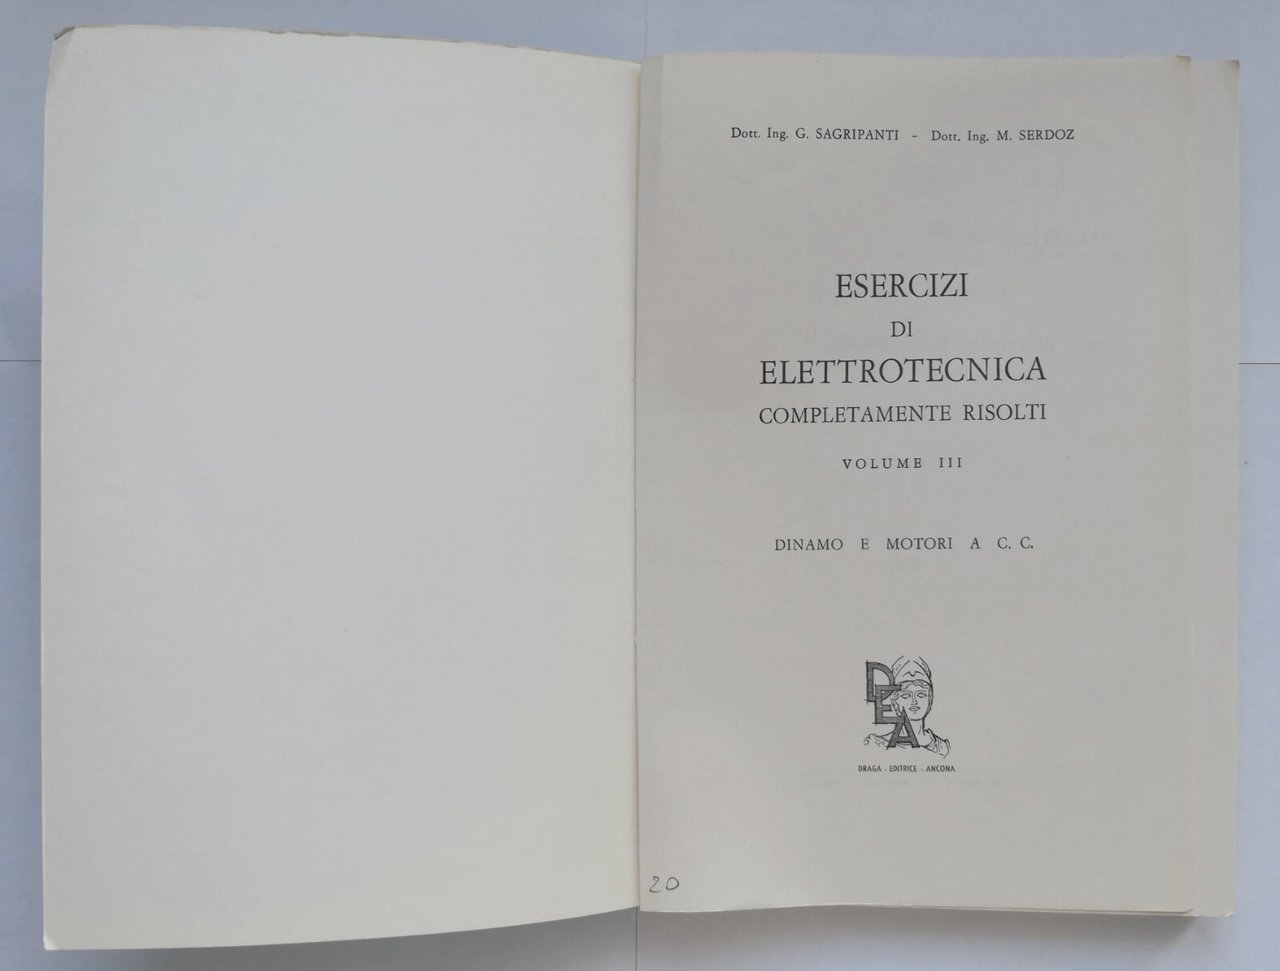 Dott. Ing. G. SAGRIPANTI - Dott. Ing. M. SERDOZ
ESERCIZI
DI
ELETTROTECNICA
COMPLETAMENTE RISOLTI
VOLUME III
DINAMO E MOTORI A C. C.
DEA
DRAGA - EDITRICE - ANCONA
20